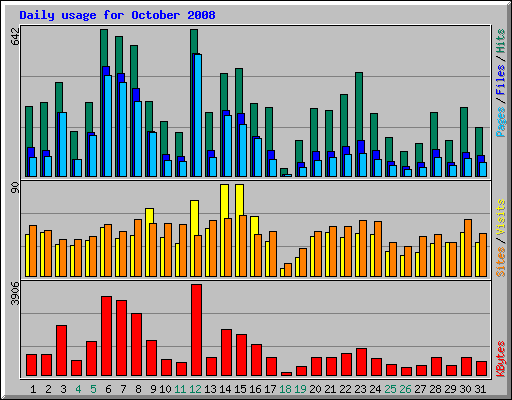 Daily usage for October 2008
642
Pages / Files / Hits
90
Sites / Visits
3906
KBytes
1 2 3 4 5 6 7 8 9 10 11 12 13 14 15 16 17 18 19 20 21 22 23 24 25 26 27 28 29 30 31